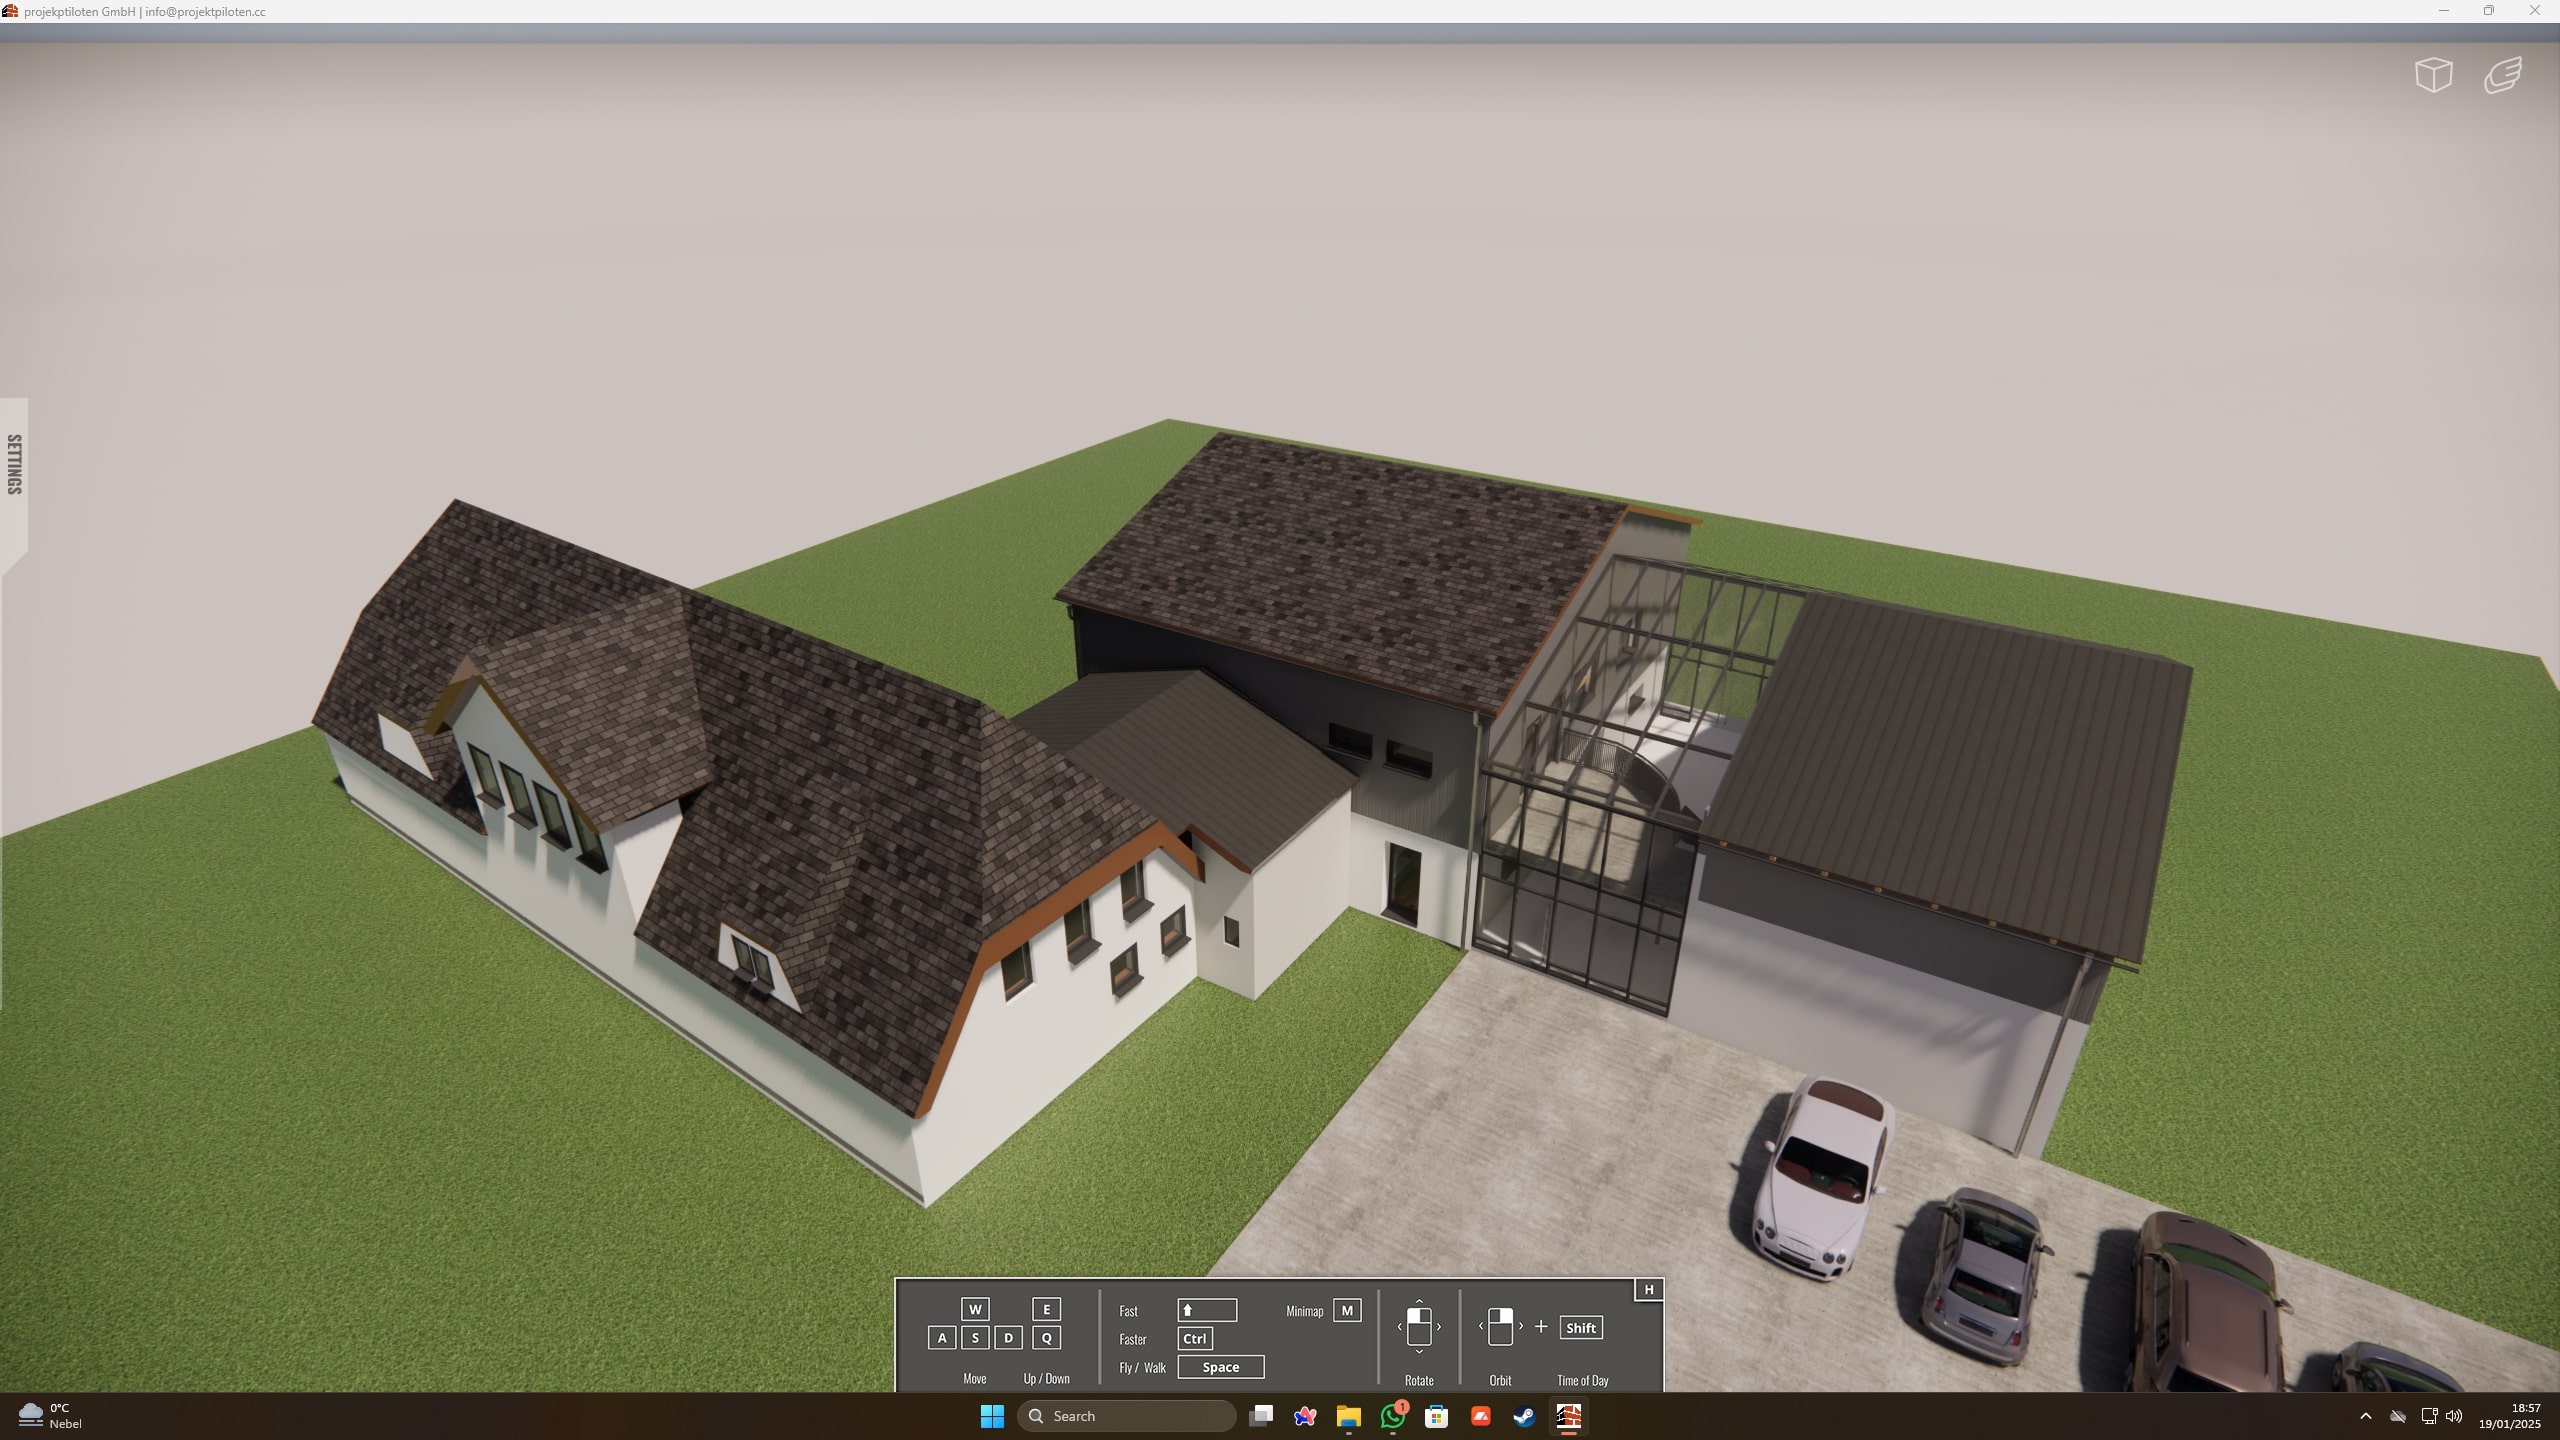 projekptiloten GmbH | info@projektpiloten.cc
SETTINGS
H
W E
A S D Q
Move Up / Down
Fast
Faster Ctrl
Fly / Walk Space
Minimap M
Rotate
+ Shift
Orbit Time of Day
0°C
Nebel
Search
1
18:57
19/01/2025